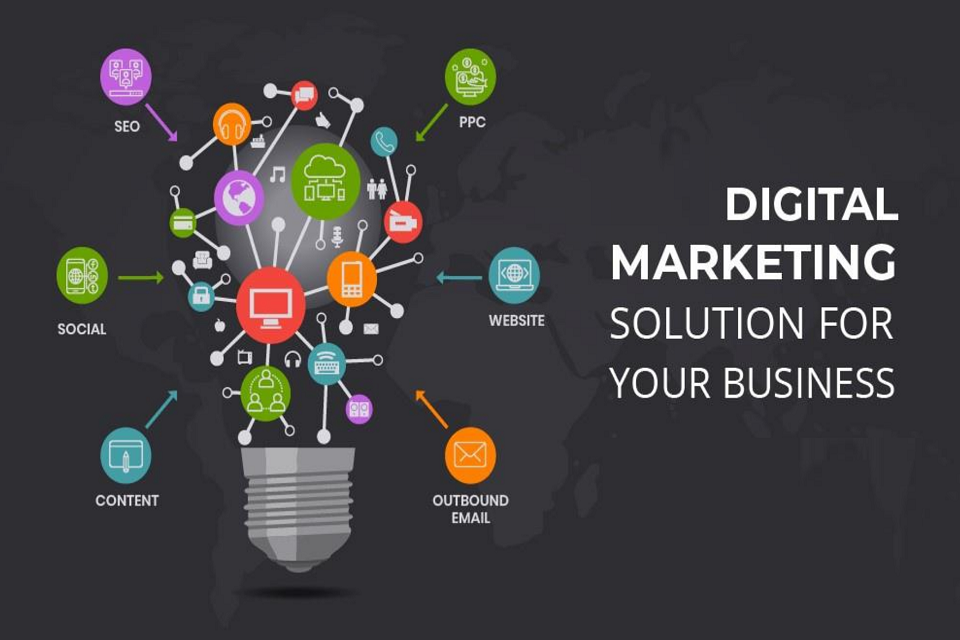 SEO
PPC
SOCIAL
WEBSITE
CONTENT
OUTBOUND
EMAIL
DIGITAL
MARKETING
SOLUTION FOR
YOUR BUSINESS